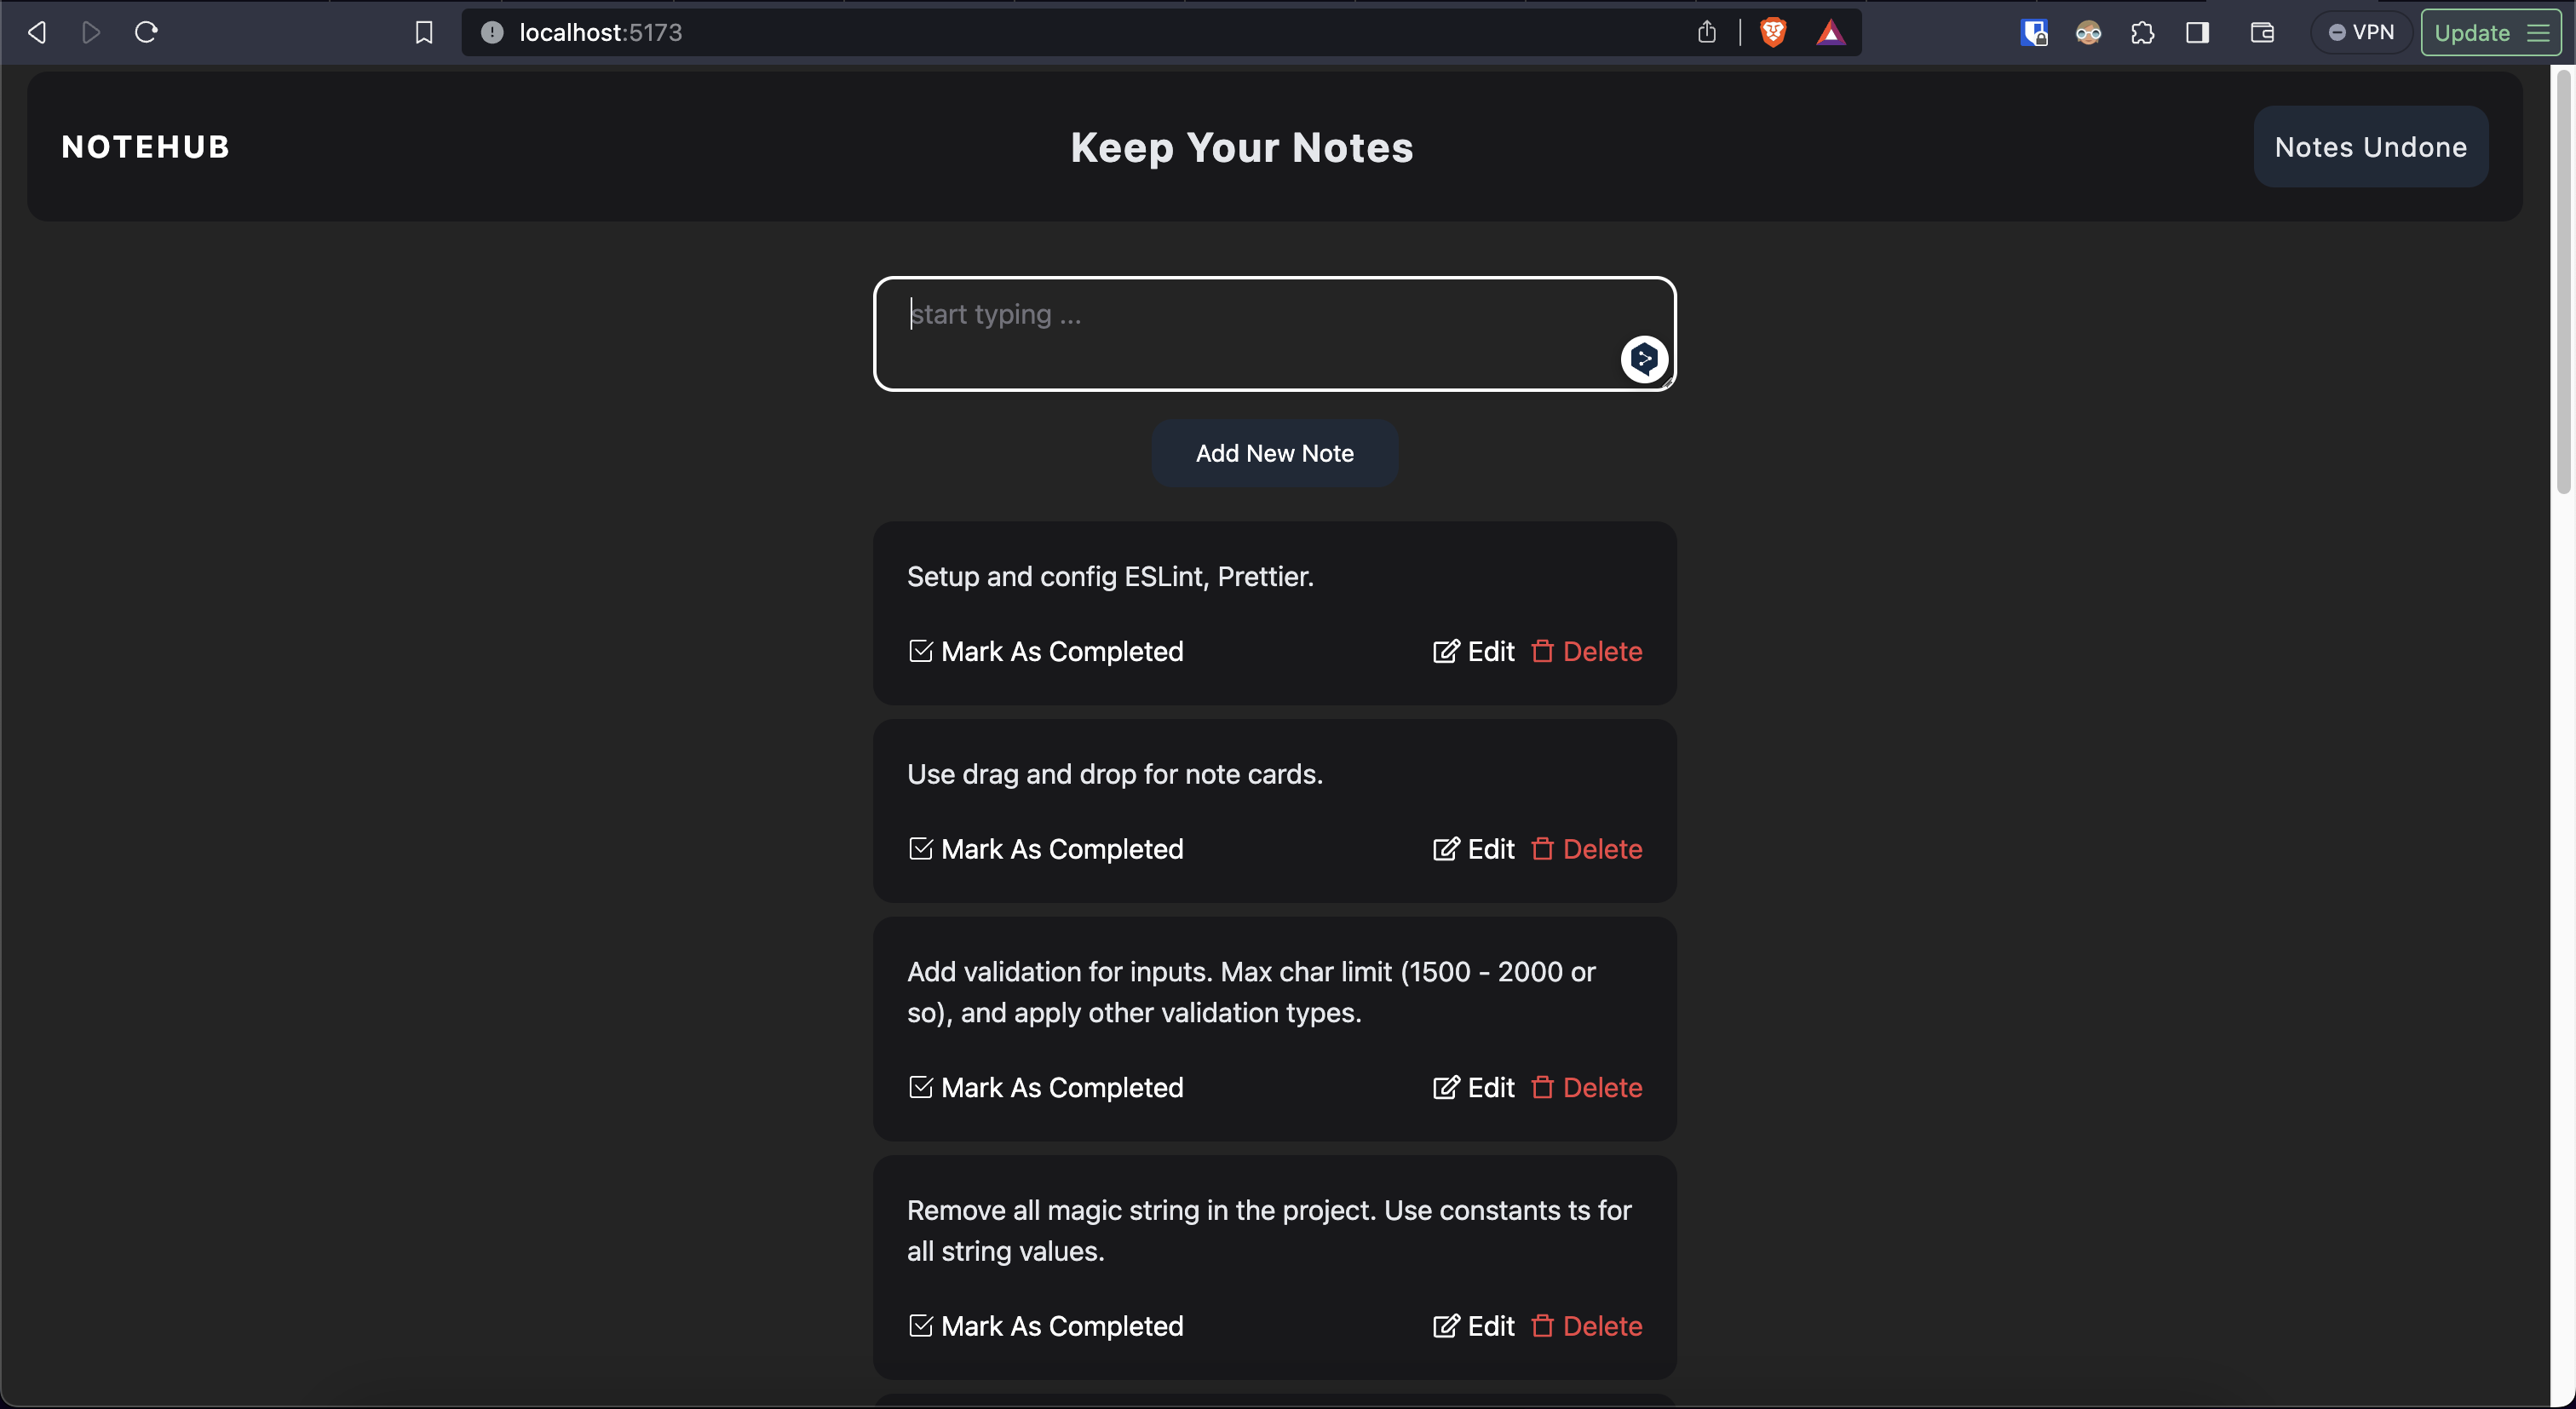 localhost:5173
VPN
Update
NOTEHUB
Keep Your Notes
Notes Undone
start typing ...
Add New Note
Setup and config ESLint, Prettier.
Mark As Completed
Edit
Delete
Use drag and drop for note cards.
Mark As Completed
Edit
Delete
Add validation for inputs. Max char limit (1500 - 2000 or
so), and apply other validation types.
Mark As Completed
Edit
Delete
Remove all magic string in the project. Use constants ts for
all string values.
Mark As Completed
Edit
Delete